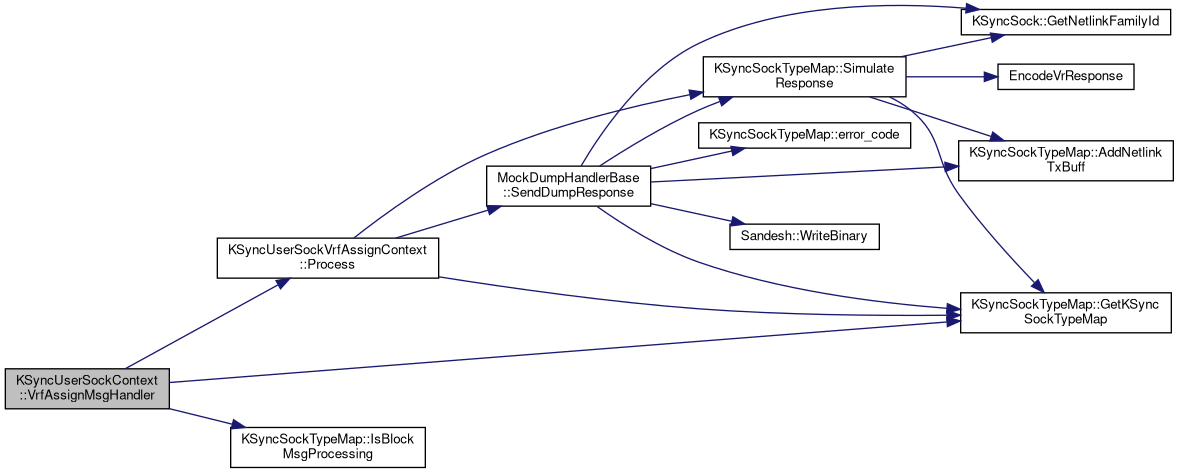 KSyncSock::GetNetlinkFamilyId
KSyncSockTypeMap::Simulate
Response
EncodeVrResponse
KSyncSockTypeMap::error_code
KSyncSockTypeMap::AddNetlink
TxBuff
MockDumpHandlerBase
::SendDumpResponse
Sandesh::WriteBinary
KSyncUserSockVrfAssignContext
::Process
KSyncSockTypeMap::GetKSync
SockTypeMap
KSyncUserSockContext
::VrfAssignMsgHandler
KSyncSockTypeMap::IsBlock
MsgProcessing